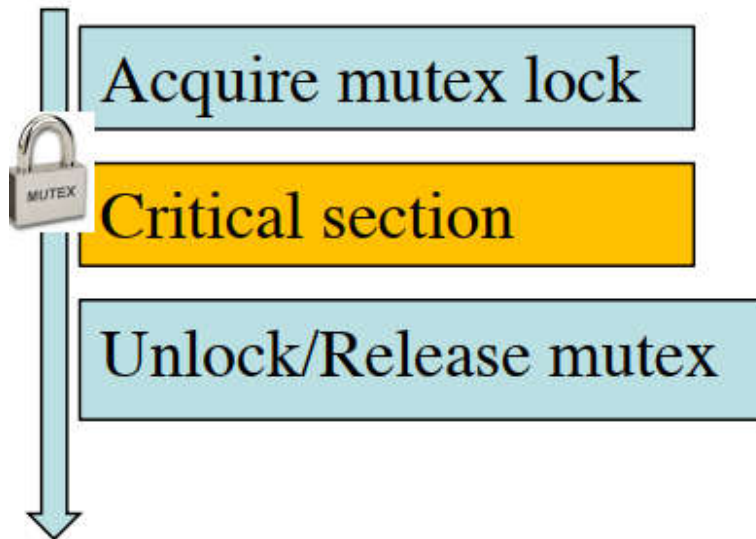 Acquire mutex lock
MUTEX
Critical section
Unlock/Release mutex